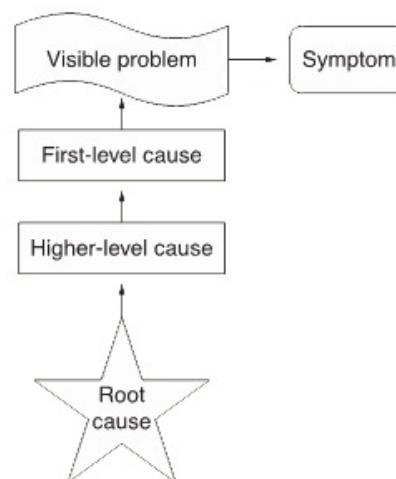 Visible problem
Symptom
First-level cause
Higher-level cause
Root
cause